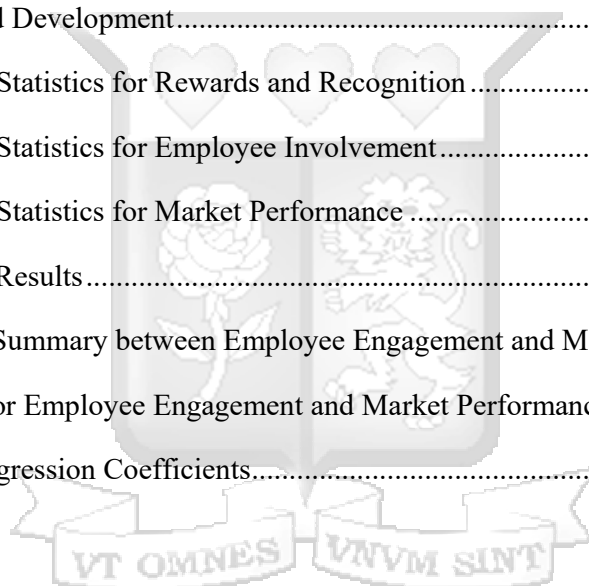 d Development..........................................................
Statistics for Rewards and Recognition.................
Statistics for Employee Involvement.....................
Statistics for Market Performance .........................
Results......................................................................
Summary between Employee Engagement and M
or Employee Engagement and Market Performanc
gression Coefficients...............................................
VT OMNES VNVM SINT